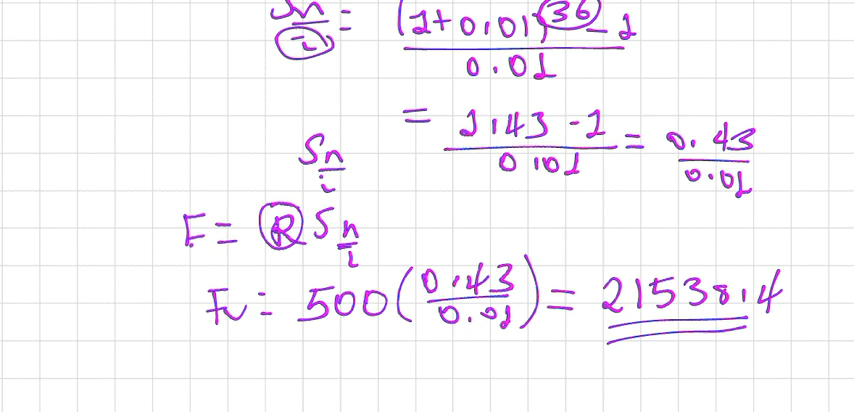 Sn/i = (1+0.01)^36 - 1 / 0.01
= 1.43 - 1 / 0.01 = 0.43 / 0.01
Sn/i
F = R Sn/i
Fv = 500 (0.43 / 0.01) = 21538.4